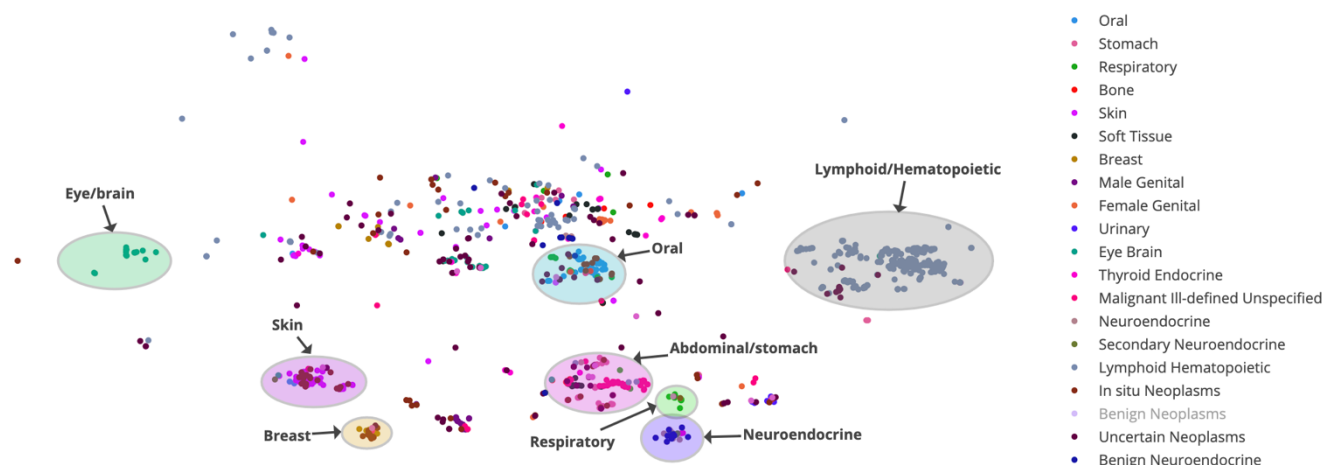 Eye/brain
Lymphoid/Hematopoietic
Oral
Skin
Abdominal/stomach
Breast
Respiratory
Neuroendocrine
Oral
Stomach
Respiratory
Bone
Skin
Soft Tissue
Breast
Male Genital
Female Genital
Urinary
Eye Brain
Thyroid Endocrine
Malignant Ill-defined Unspecified
Neuroendocrine
Secondary Neuroendocrine
Lymphoid Hematopoietic
In situ Neoplasms
Benign Neoplasms
Uncertain Neoplasms
Benign Neuroendocrine